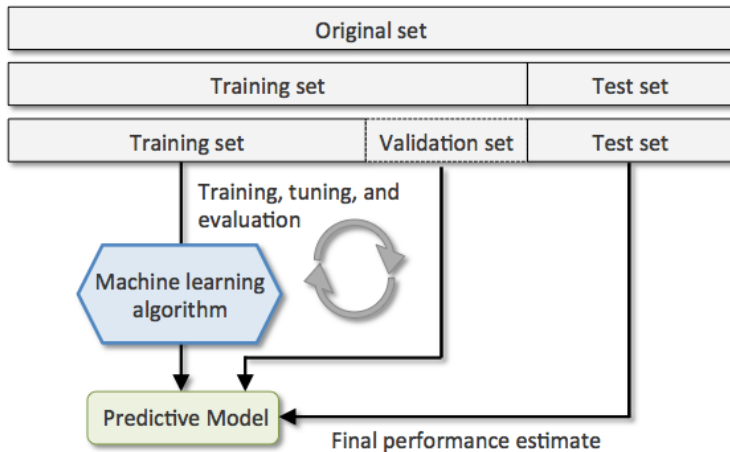 Original set
Training set
Test set
Training set
Validation set
Test set
Training, tuning, and
evaluation
Machine learning
algorithm
Predictive Model
Final performance estimate